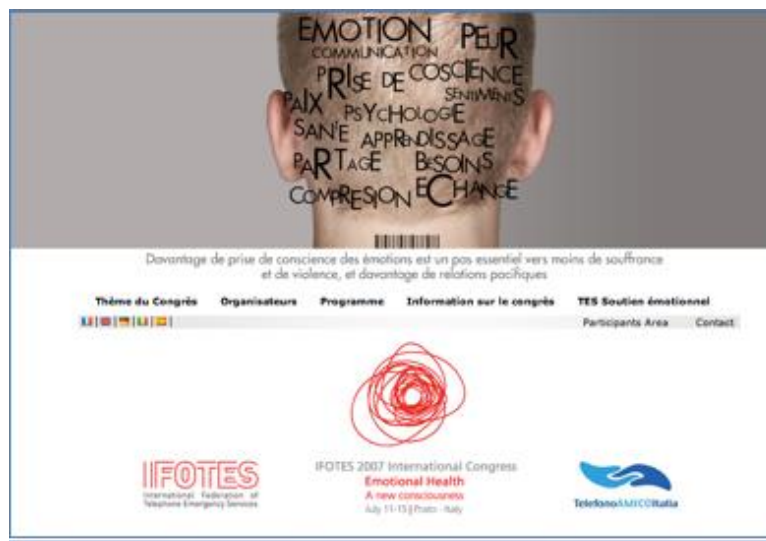 EMOTION PEUR
COMMUNICATION
PRISE DE COSCIENCE
SENTIMENTS
PAIX
PSYCHOLOGIE
SAN'E APPRENDISSAGE
PARTAGE BESOINS
COMPRESION ECHANGE
Davantage de prise de conscience des émotions est un pas essentiel vers moins de souffrance
et de violence, et davantage de relations pacifiques
Thème du Congrès Organisateurs Programme Information sur le congrès TES Soutien émotionnel
Participants Area Contact
IFOTES
International Federation of
Telephone Emergency Services
IFOTES 2007 International Congress
Emotional Health
A new consciousness
July 11-15 || Prato - Italy
TelefonoAMICOItalia